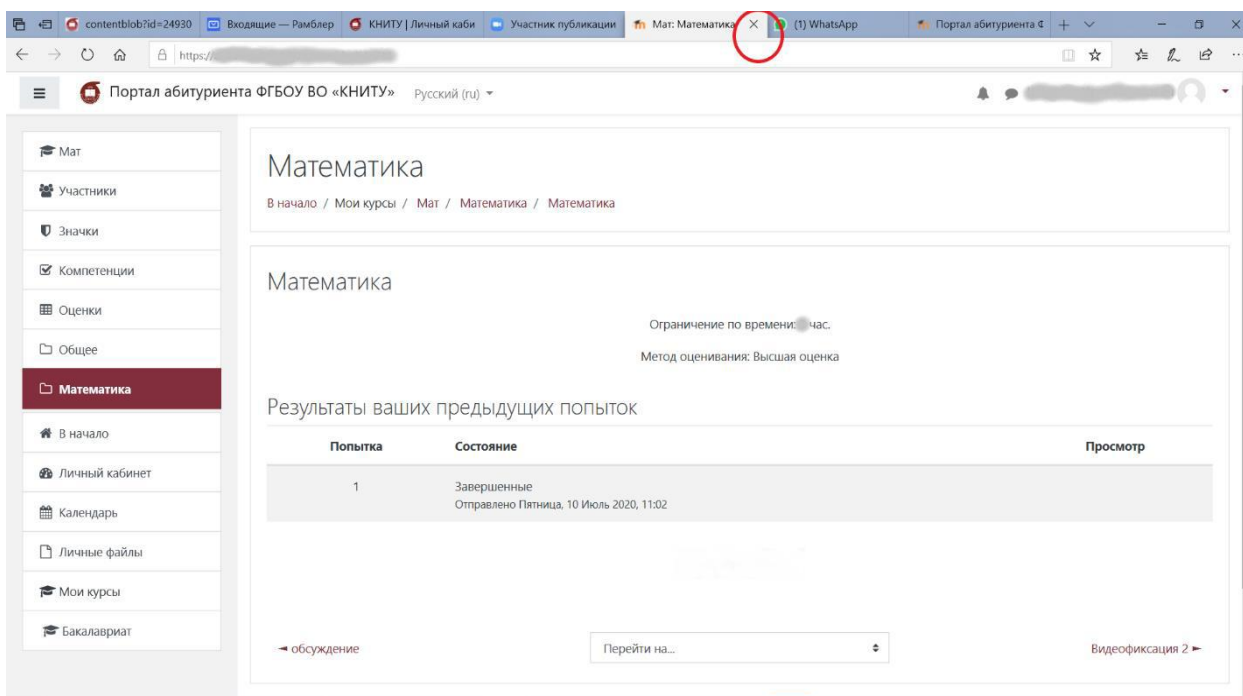 contentblob?id=24930
Входящие — Рамблер
КНИТУ | Личный каби
Участник публикации
Мат: Математика
(1) WhatsApp
Портал абитуриента
https://
Портал абитуриента ФГБОУ ВО «КНИТУ»
Русский (ru)
Мат
Участники
Значки
Компетенции
Оценки
Общее
Математика
В начало
Личный кабинет
Календарь
Личные файлы
Мои курсы
Бакалавриат
Математика
В начало / Мои курсы / Мат / Математика / Математика
Математика
Ограничение по времени: час.
Метод оценивания: Высшая оценка
Результаты ваших предыдущих попыток
Попытка Состояние Просмотр
1 Завершенные
Отправлено Пятница, 10 Июль 2020, 11:02
◄ обсуждение
Перейти на...
Видеофиксация 2 ►